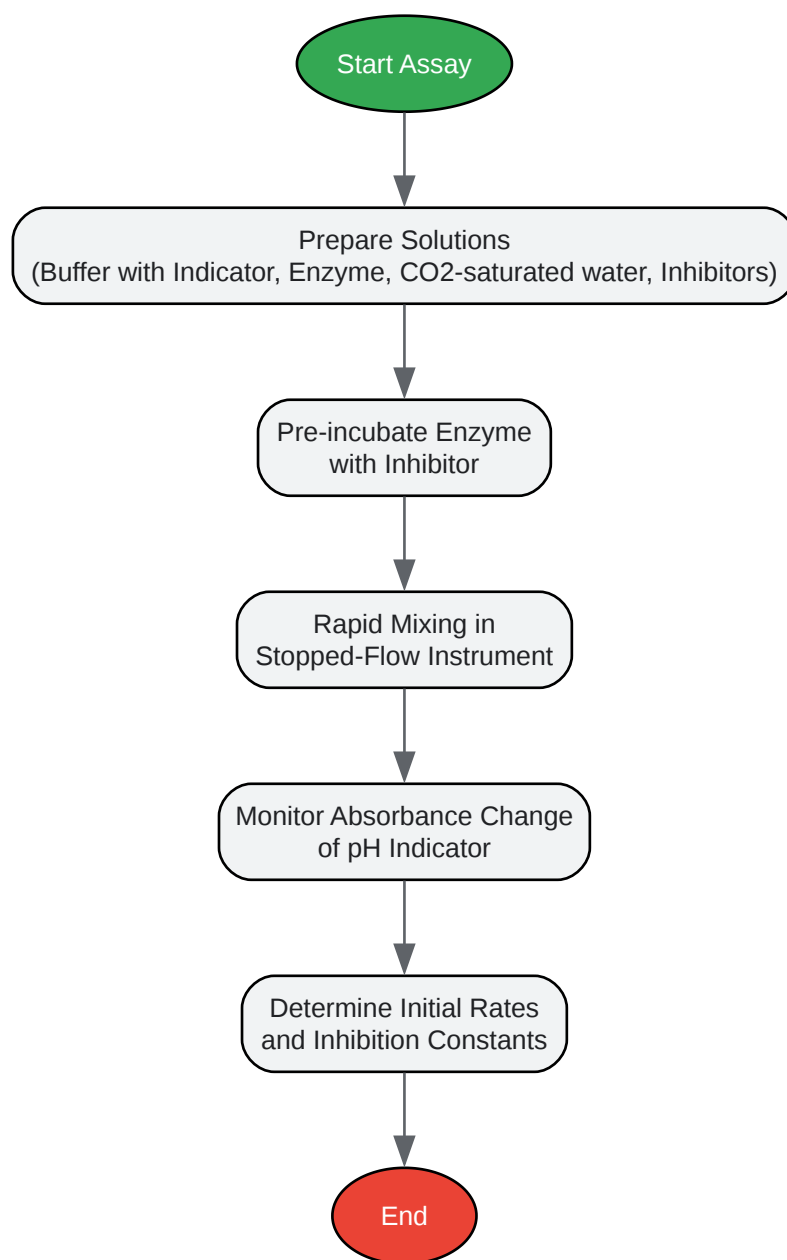 Start Assay
Prepare Solutions
(Buffer with Indicator, Enzyme, CO2-saturated water, Inhibitors)
Pre-incubate Enzyme
with Inhibitor
Rapid Mixing in
Stopped-Flow Instrument
Monitor Absorbance Change
of pH Indicator
Determine Initial Rates
and Inhibition Constants
End